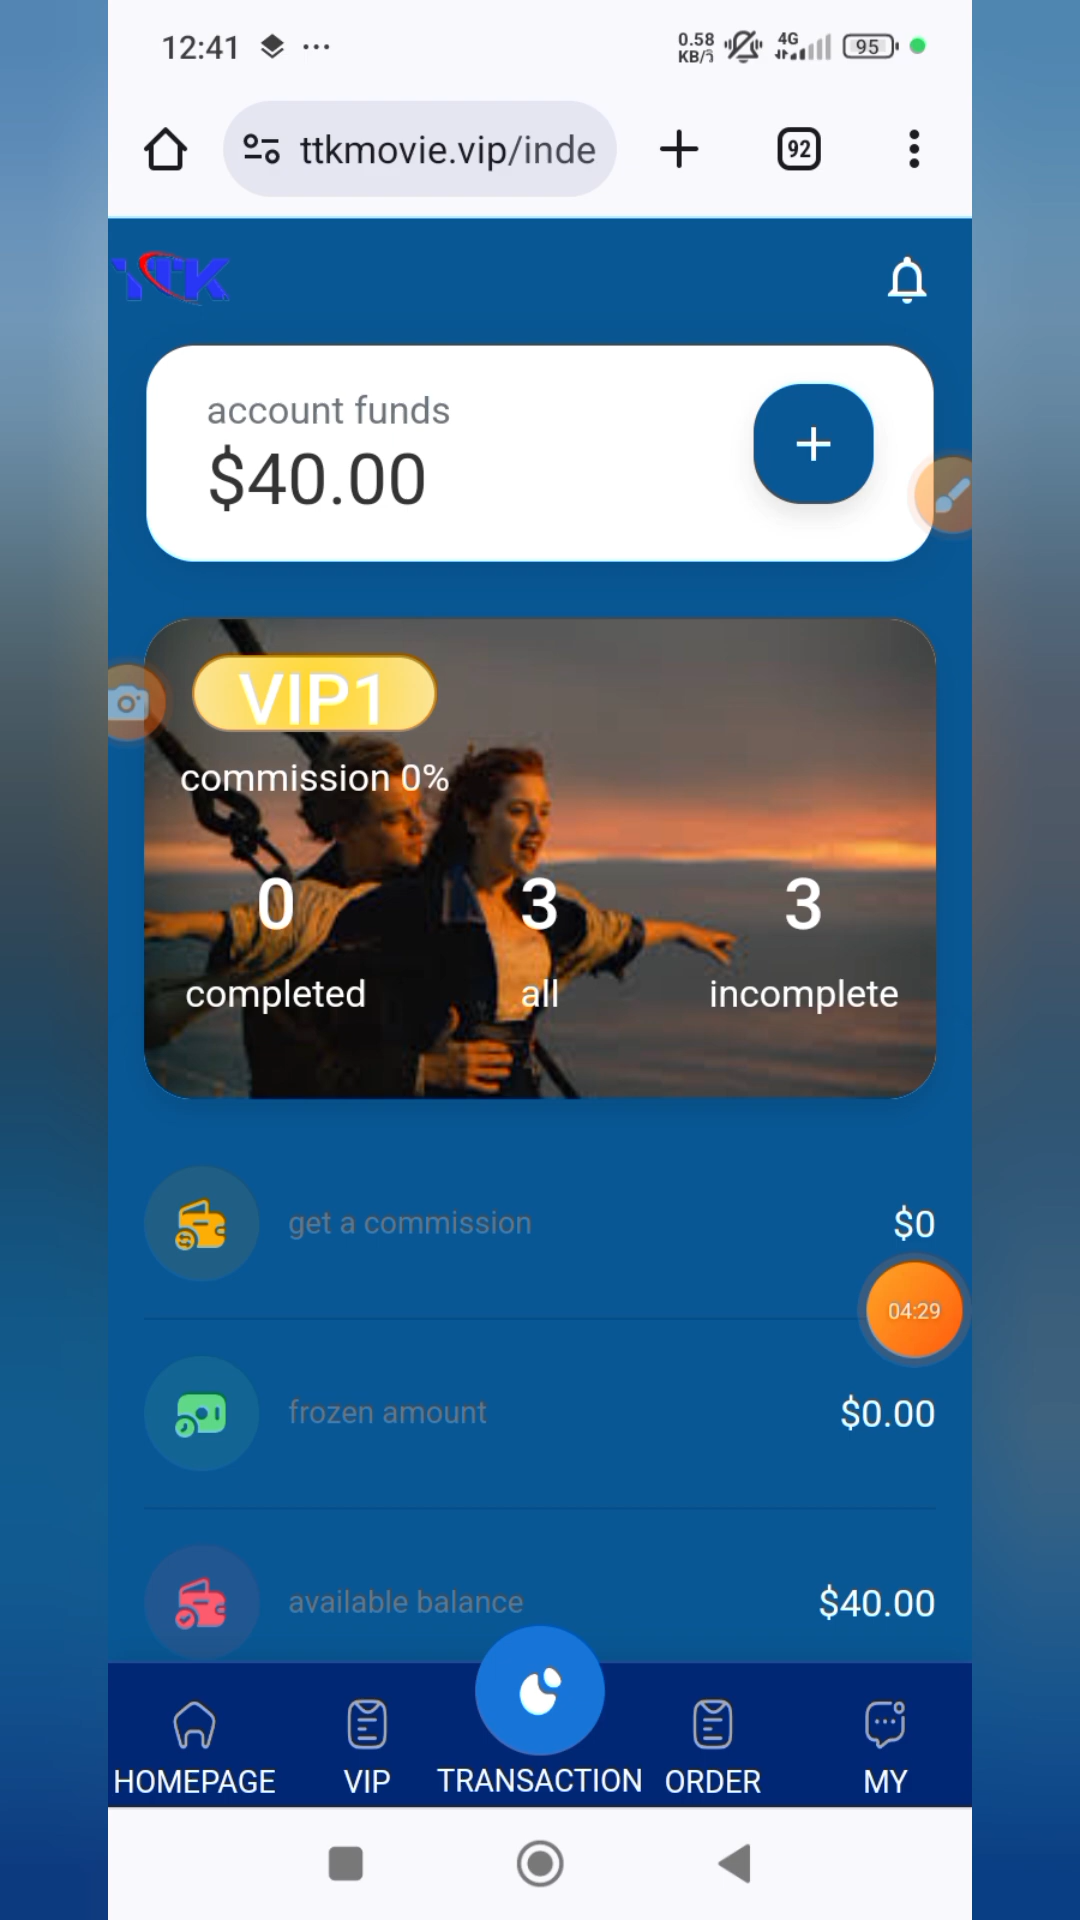 12:41
0.58
KB/วิ
4G
95
ttkmovie.vip/inde
92
TTK
account funds
$40.00
VIP1
commission 0%
0 3 3
completed all incomplete
get a commission $0
04:29
frozen amount $0.00
available balance $40.00
HOMEPAGE VIP TRANSACTION ORDER MY